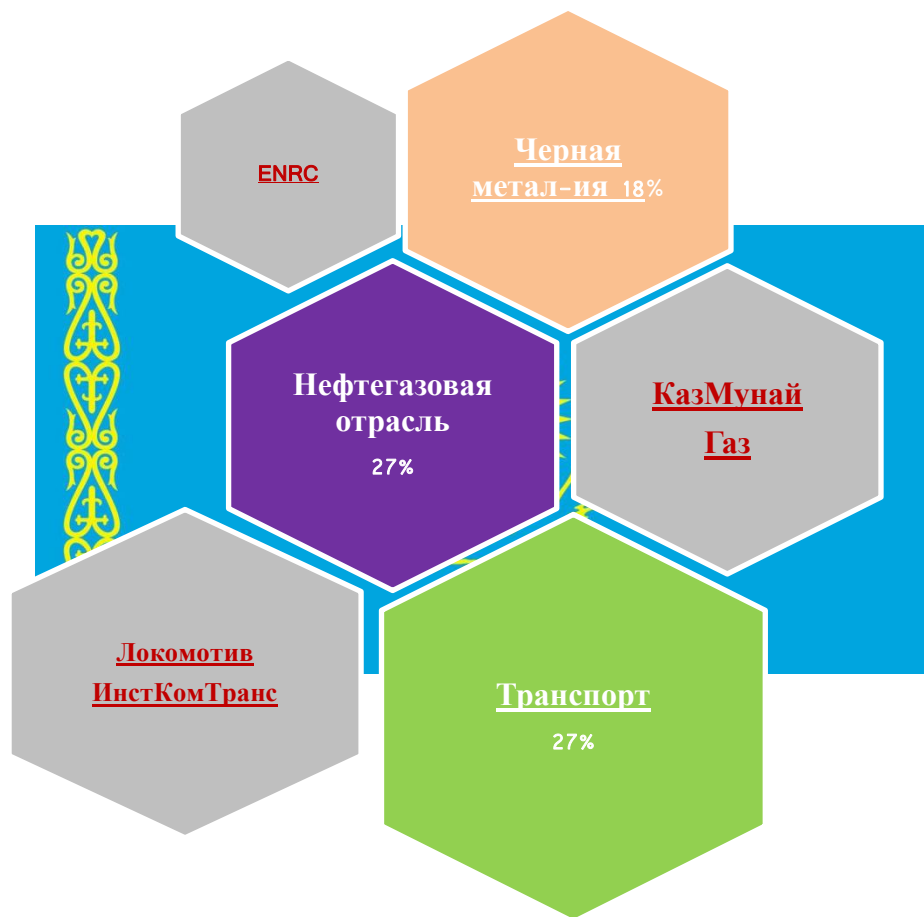 ENRC
Черная
метал-ия 18%
Нефтегазовая
отрасль
27%
КазМунай
Газ
Локомотив
ИнстКомТранс
Транспорт
27%